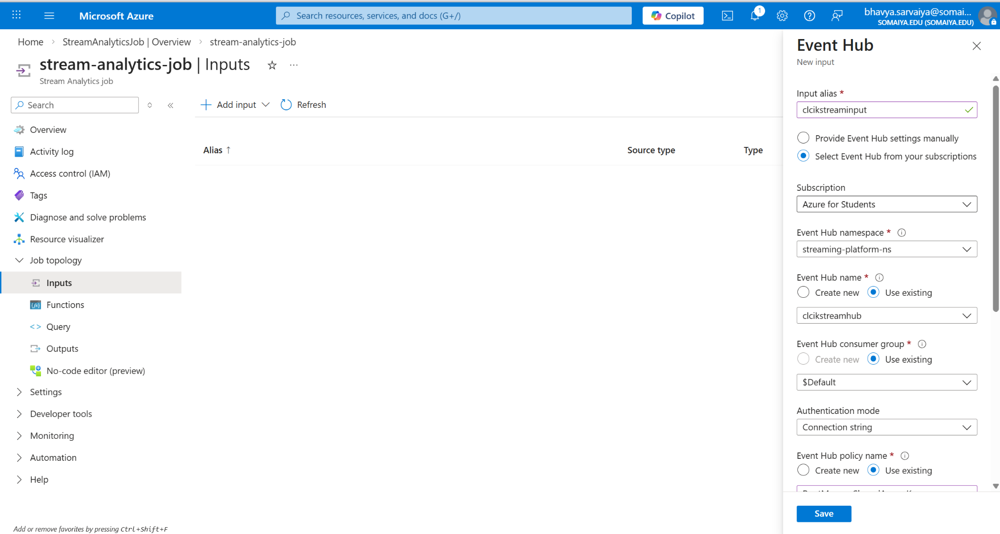 Microsoft Azure
Search resources, services, and docs (G+/)
Copilot
1
bhavya.sarvaiya@somai...
SOMAIYA.EDU (SOMAIYA.EDU)
Home > StreamAnalyticsJob | Overview > stream-analytics-job
stream-analytics-job | Inputs
Stream Analytics job
Search
Add input
Refresh
Overview
Activity log
Access control (IAM)
Tags
Diagnose and solve problems
Resource visualizer
Job topology
Inputs
Functions
Query
Outputs
No-code editor (preview)
Settings
Developer tools
Monitoring
Automation
Help
Add or remove favorites by pressing Ctrl+Shift+F
Alias ↑ Source type Type
Event Hub
New input
Input alias *
clcikstreaminput
Provide Event Hub settings manually
Select Event Hub from your subscriptions
Subscription
Azure for Students
Event Hub namespace *
streaming-platform-ns
Event Hub name *
Create new Use existing
clcikstreamhub
Event Hub consumer group *
Create new Use existing
$Default
Authentication mode
Connection string
Event Hub policy name *
Create new Use existing
Save